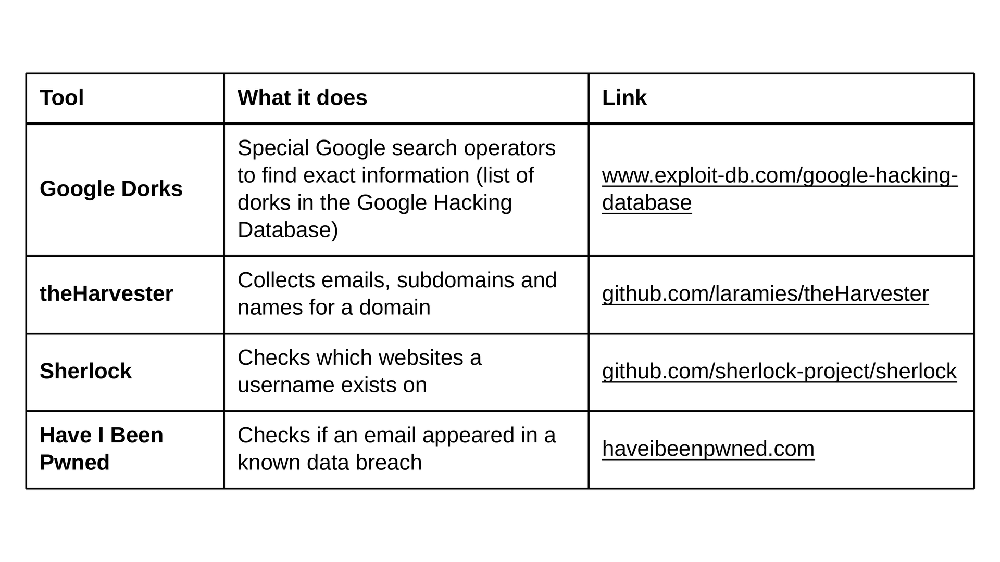 Tool
What it does
Link
Google Dorks
Special Google search operators
to find exact information (list of
dorks in the Google Hacking
Database)
www.exploit-db.com/google-hacking-
database
theHarvester
Collects emails, subdomains and
names for a domain
github.com/laramies/theHarvester
Sherlock
Checks which websites a
username exists on
github.com/sherlock-project/sherlock
Have I Been
Pwned
Checks if an email appeared in a
known data breach
haveibeenpwned.com